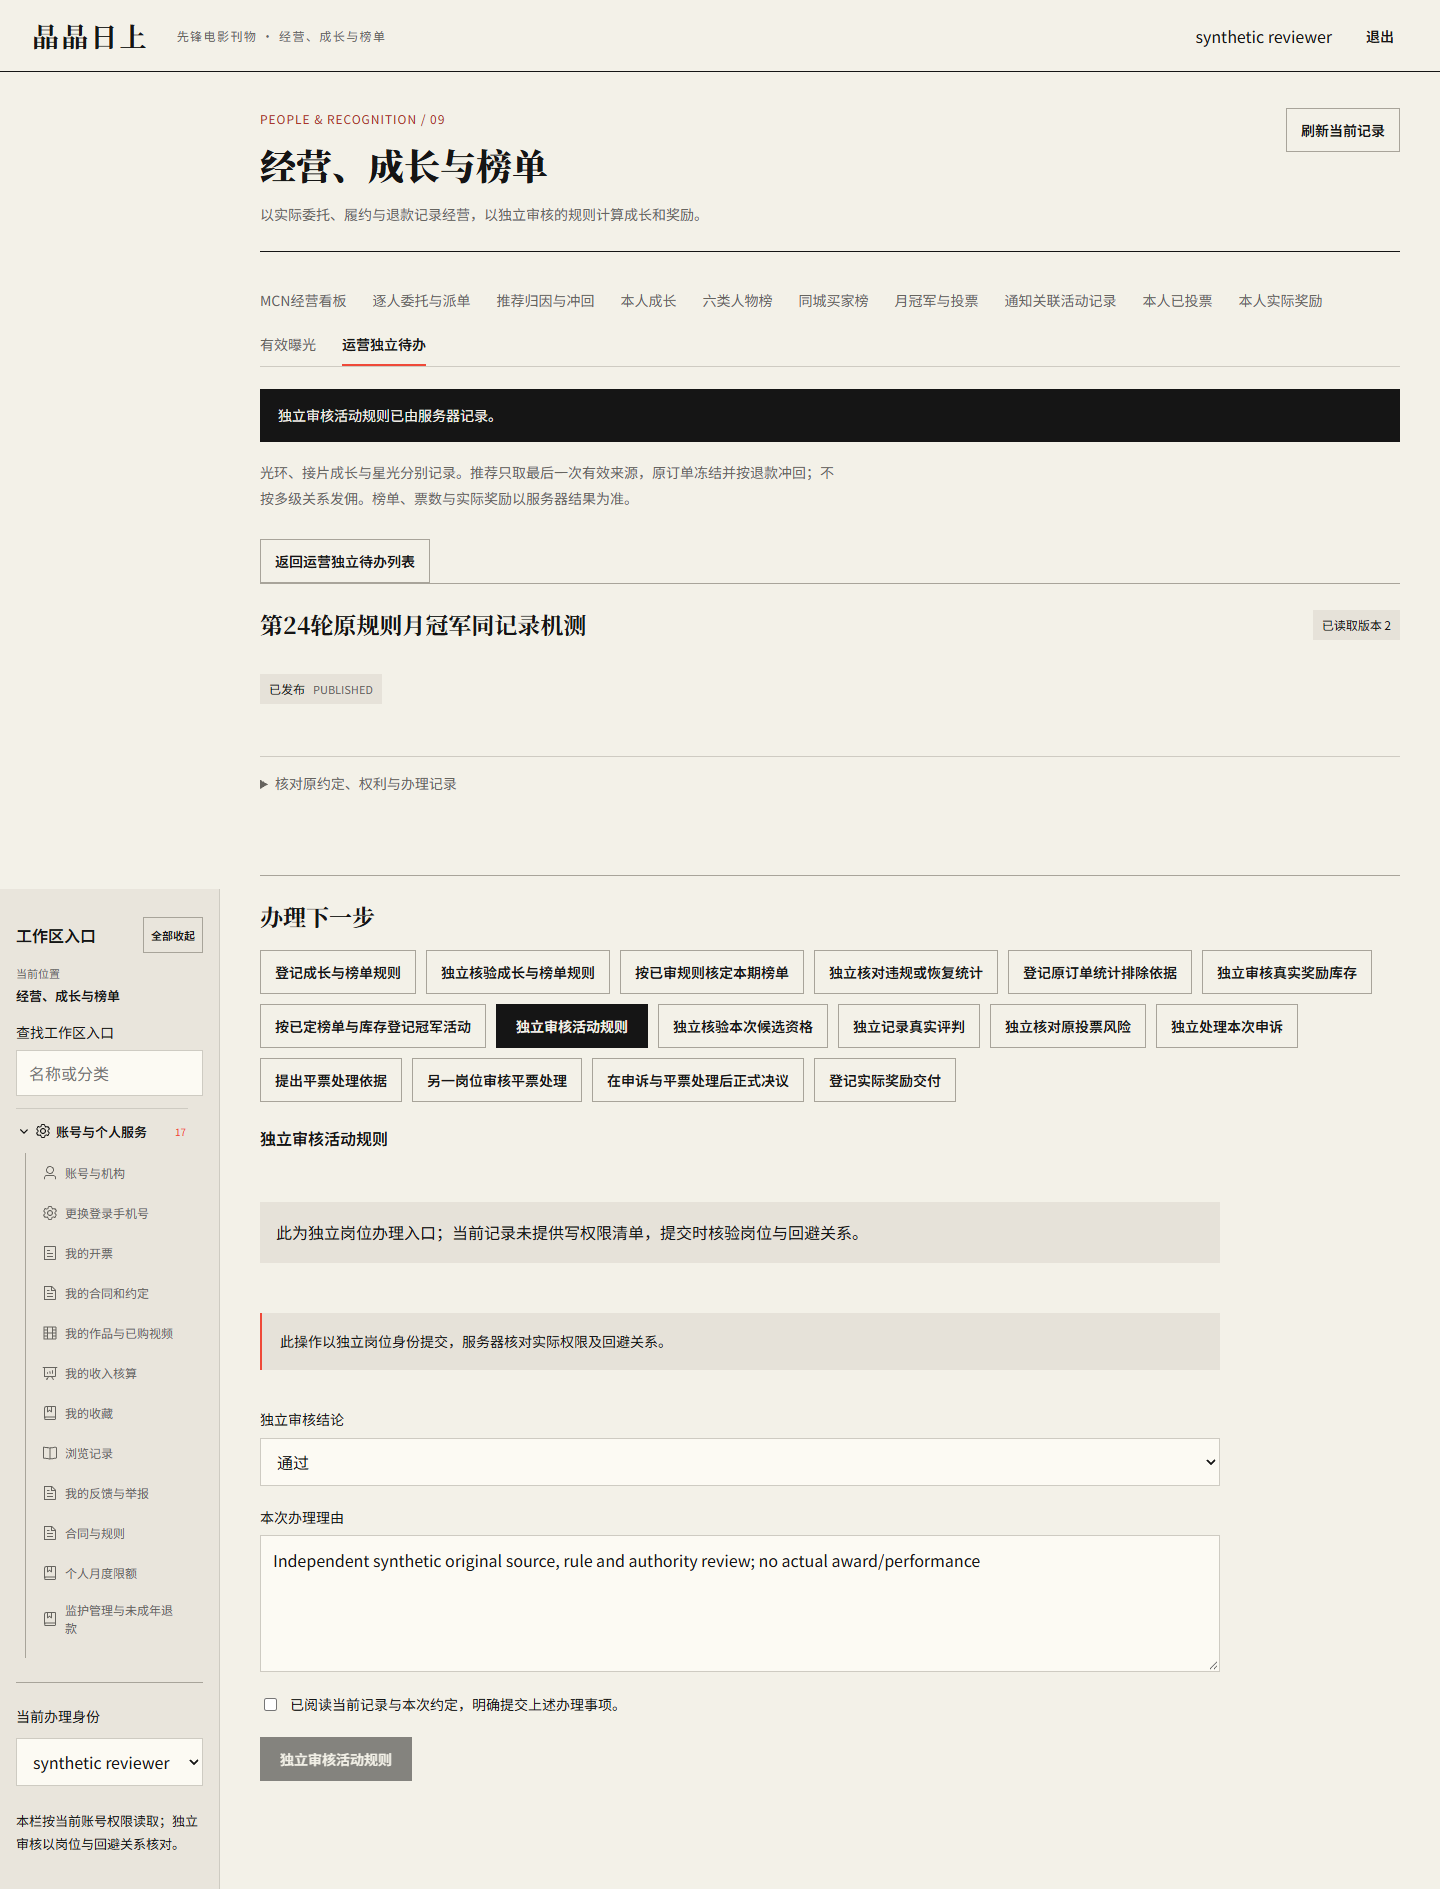 晶晶日上
先锋电影刊物 • 经营、成长与榜单
synthetic reviewer
退出
PEOPLE & RECOGNITION / 09
刷新当前记录
经营、成长与榜单
以实际委托、履约与退款记录经营，以独立审核的规则计算成长和奖励。
MCN经营看板 逐人委托与派单 推荐归因与冲回 本人成长 六类人物榜 同城买家榜 月冠军与投票 通知关联活动记录 本人已投票 本人实际奖励
有效曝光 运营独立待办
独立审核活动规则已由服务器记录。
光环、接片成长与星光分别记录。推荐只取最后一次有效来源，原订单冻结并按退款冲回；不
按多级关系发佣。榜单、票数与实际奖励以服务器结果为准。
返回运营独立待办列表
第24轮原规则月冠军同记录机测
已读取版本 2
已发布 PUBLISHED
▶ 核对原约定、权利与办理记录
办理下一步
登记成长与榜单规则 独立核验成长与榜单规则 按已审规则核定本期榜单 独立核对违规或恢复统计 登记原订单统计排除依据 独立审核真实奖励库存
按已定榜单与库存登记冠军活动 独立审核活动规则 独立核验本次候选资格 独立记录真实评判 独立核对原投票风险 独立处理本次申诉
提出平票处理依据 另一岗位审核平票处理 在申诉与平票处理后正式决议 登记实际奖励交付
独立审核活动规则
此为独立岗位办理入口；当前记录未提供写权限清单，提交时核验岗位与回避关系。
此操作以独立岗位身份提交，服务器核对实际权限及回避关系。
独立审核结论
通过
本次办理理由
Independent synthetic original source, rule and authority review; no actual award/performance
已阅读当前记录与本次约定，明确提交上述办理事项。
独立审核活动规则
工作区入口
全部收起
当前位置
经营、成长与榜单
查找工作区入口
名称或分类
账号与个人服务 17
账号与机构
更换登录手机号
我的开票
我的合同和约定
我的作品与已购视频
我的收入核算
我的收藏
浏览记录
我的反馈与举报
合同与规则
个人月度限额
监护管理与未成年退
款
当前办理身份
synthetic reviewer
本栏按当前账号权限读取；独立
审核以岗位与回避关系核对。